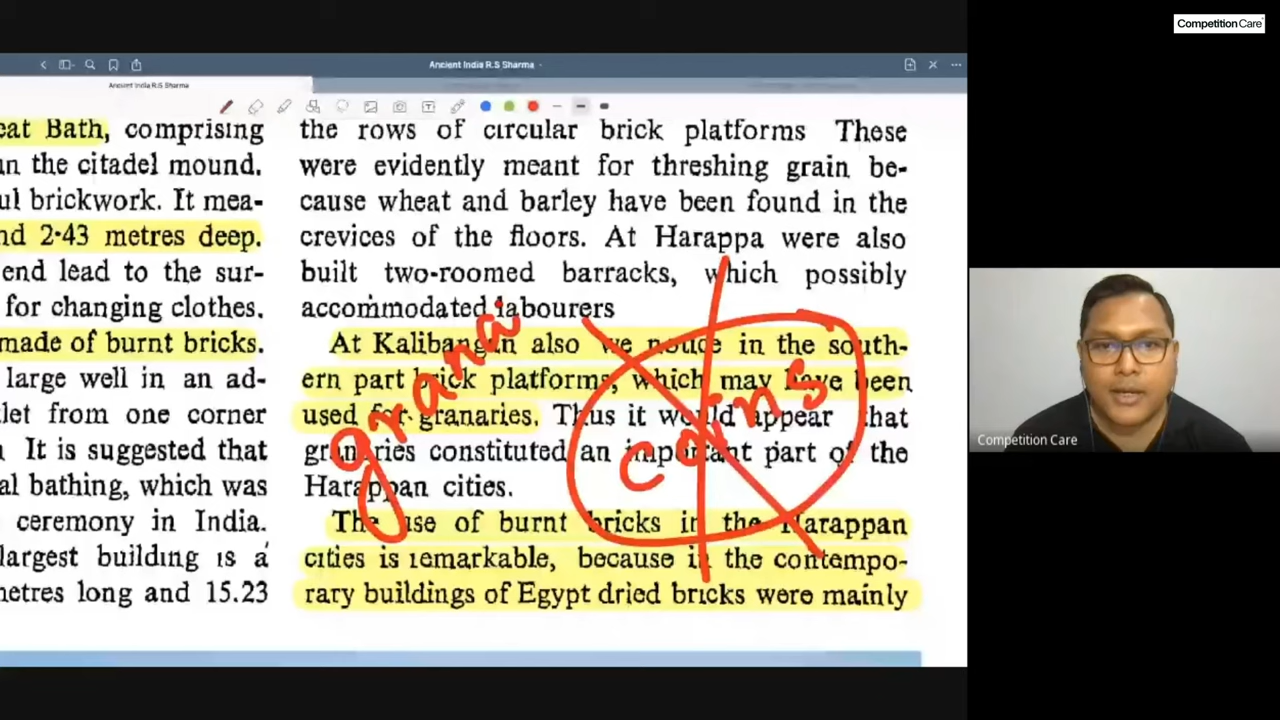 Competition Care
Ancient India R.S Sharma
Ancient India R.S Sharma
eat Bath, comprising
n the citadel mound.
ul brickwork. It mea-
nd 2·43 metres deep.
end lead to the sur-
for changing clothes.
made of burnt bricks.
large well in an ad-
let from one corner
It is suggested that
al bathing, which was
ceremony in India.
largest building is a
metres long and 15.23
the rows of circular brick platforms These
were evidently meant for threshing grain be-
cause wheat and barley have been found in the
crevices of the floors. At Harappa were also
built two-roomed barracks, which possibly
accommodated labourers
At Kalibangan also we notice in the south-
ern part brick platforms, which may have been
used for granaries. Thus it would appear that
granaries constituted an important part of the
Harappan cities.
The use of burnt bricks in the Harappan
cities is remarkable, because in the contempo-
rary buildings of Egypt dried bricks were mainly
grana
coins
Competition Care